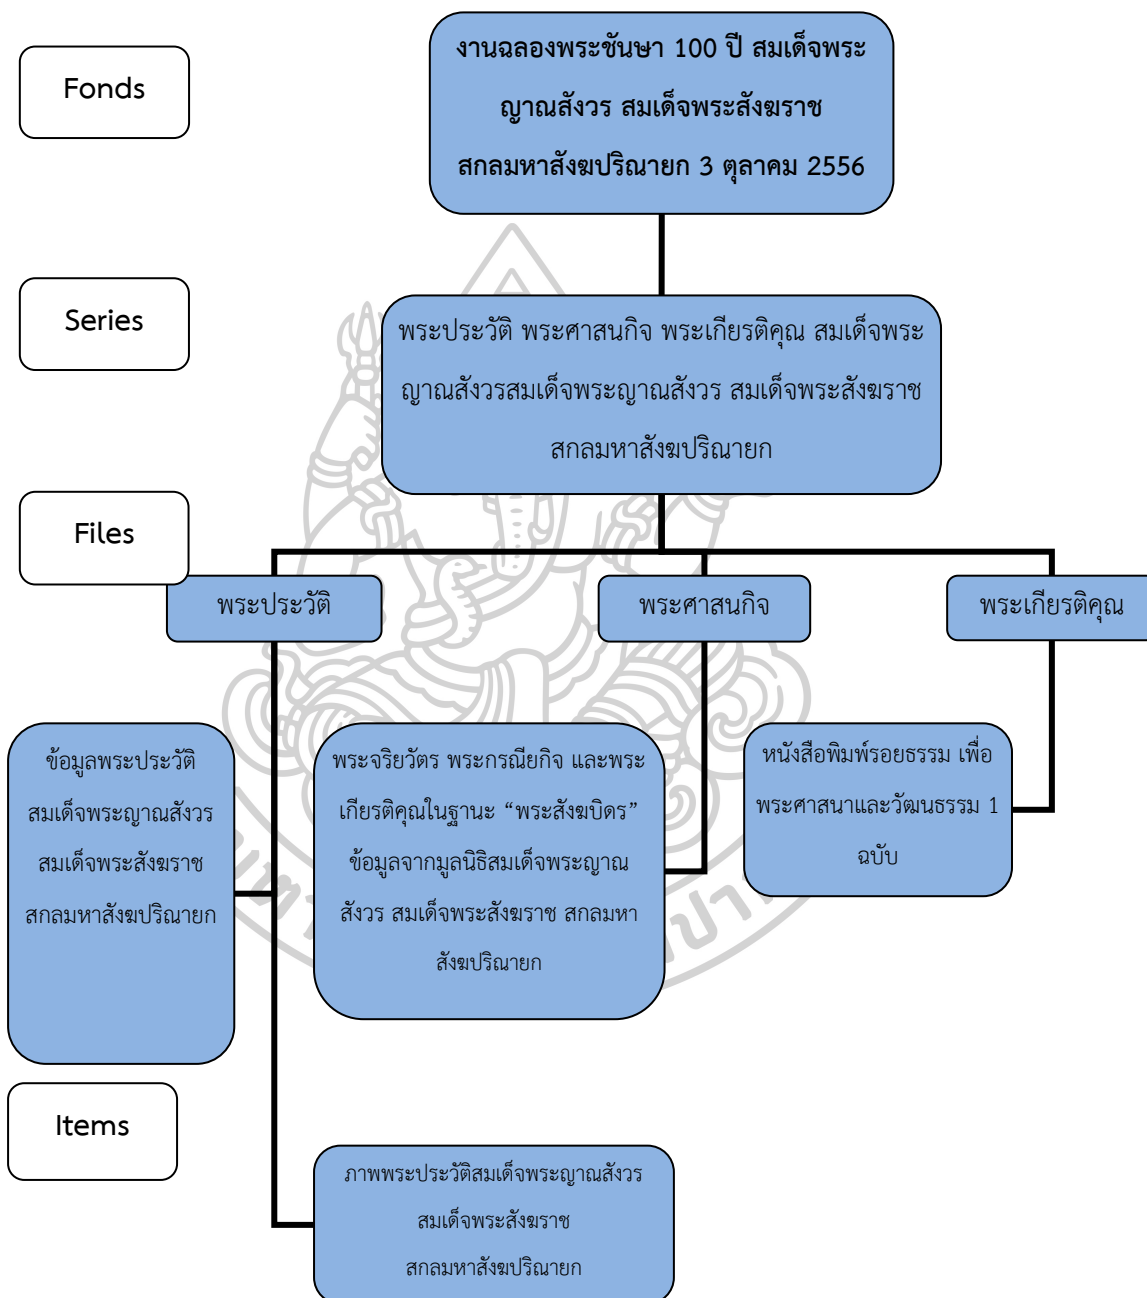 Fonds
งานฉลองพระชันษา 100 ปี สมเด็จพระ
ญาณสังวร สมเด็จพระสังฆราช
สกลมหาสังฆปริณายก 3 ตุลาคม 2556
Series
พระประวัติ พระศาสนกิจ พระเกียรติคุณ สมเด็จพระ
ญาณสังวรสมเด็จพระญาณสังวร สมเด็จพระสังฆราช
สกลมหาสังฆปริณายก
Files
พระประวัติ
พระศาสนกิจ
พระเกียรติคุณ
ข้อมูลพระประวัติ
สมเด็จพระญาณสังวร
สมเด็จพระสังฆราช
สกลมหาสังฆปริณายก
พระจริยวัตร พระกรณียกิจ และพระ
เกียรติคุณในฐานะ “พระสังฆบิดร”
ข้อมูลจากมูลนิธิสมเด็จพระญาณ
สังวร สมเด็จพระสังฆราช สกลมหา
สังฆปริณายก
หนังสือพิมพ์รอยธรรม เพื่อ
พระศาสนาและวัฒนธรรม 1
ฉบับ
Items
ภาพพระประวัติสมเด็จพระญาณสังวร
สมเด็จพระสังฆราช
สกลมหาสังฆปริณายก